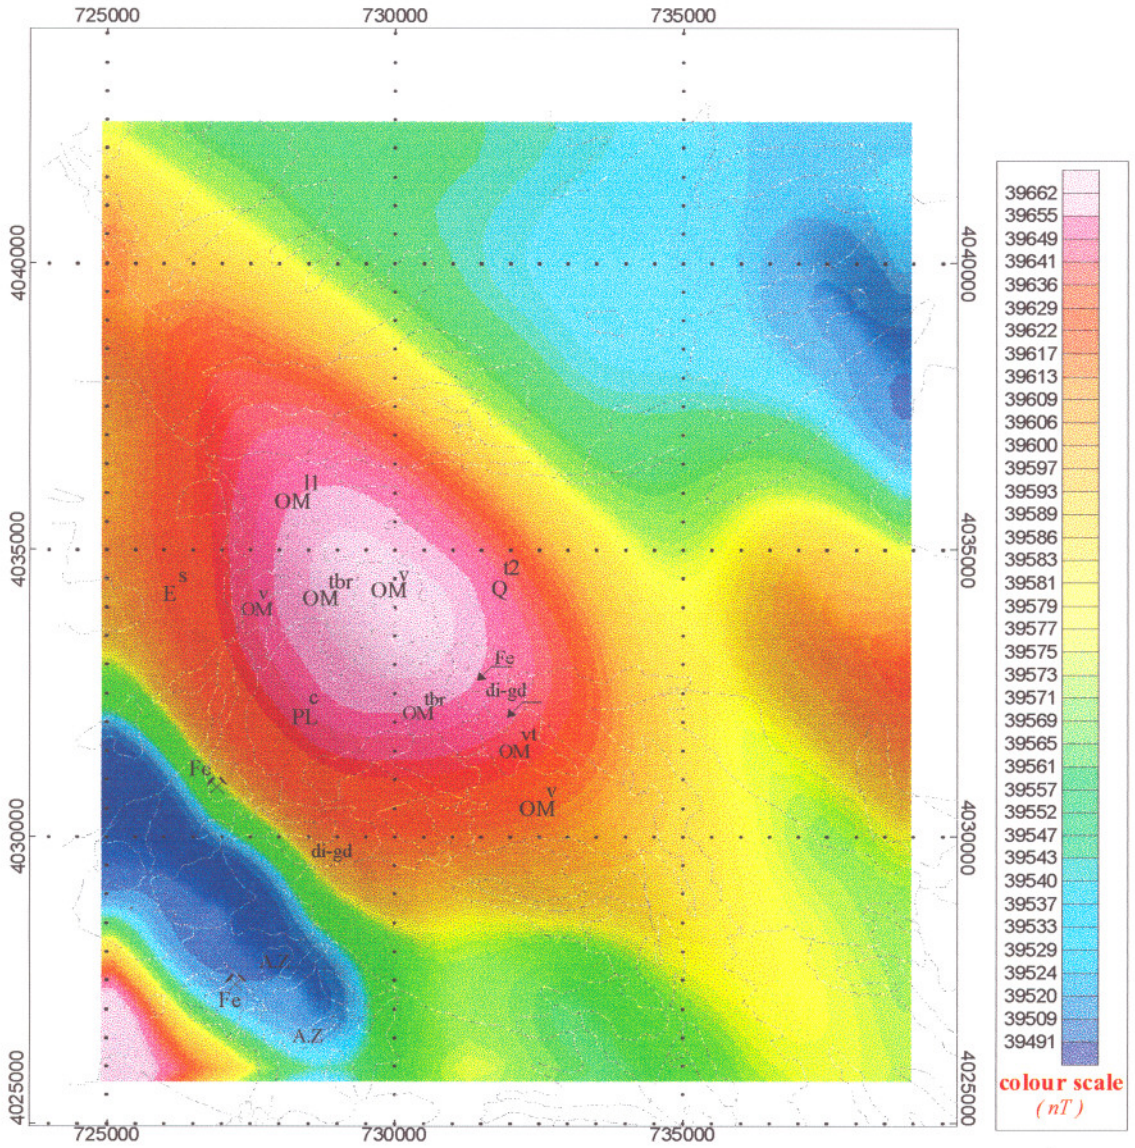 725000 730000 735000
4040000
4040000
4035000
4035000
4030000
4030000
4025000
4025000
725000 730000 735000
OM ll
E s
OM v
OM tbr
OM v
Q t2
Fe
di-gd
PL c
OM tbr
OM vt
OM v
Fe
di-gd
A.Z
Fe
A.Z
39662
39655
39649
39641
39636
39629
39622
39617
39613
39609
39606
39600
39597
39593
39589
39586
39583
39581
39579
39577
39575
39573
39571
39569
39565
39561
39557
39552
39547
39543
39540
39537
39533
39529
39524
39520
39509
39491
colour scale
(nT)